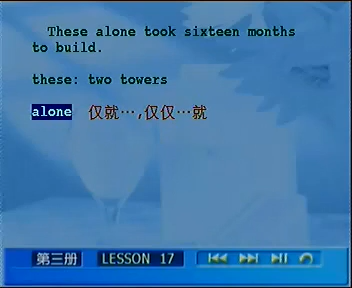 These alone took sixteen months
to build.
these: two towers
alone 仅就…,仅仅…就
第三册 LESSON 17